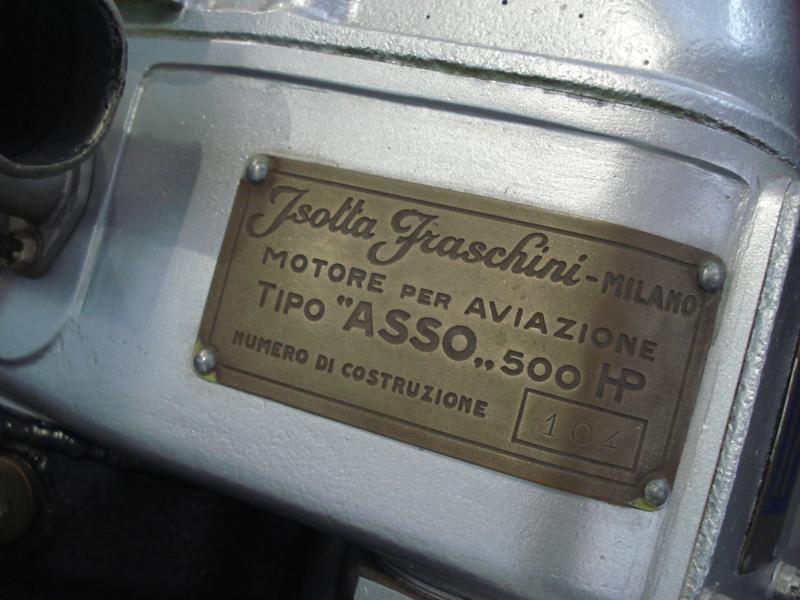 Isotta Fraschini - MILANO
MOTORE PER AVIAZIONE
TIPO "ASSO„ 500 HP
NUMERO DI COSTRUZIONE 104